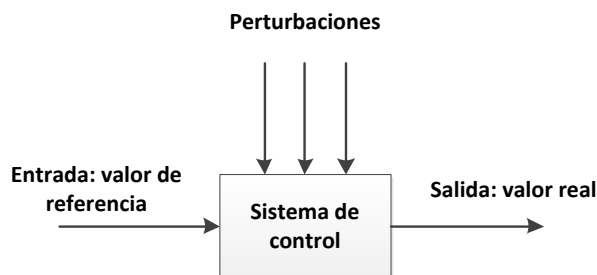 Perturbaciones
Entrada: valor de
referencia
Sistema de
control
Salida: valor real